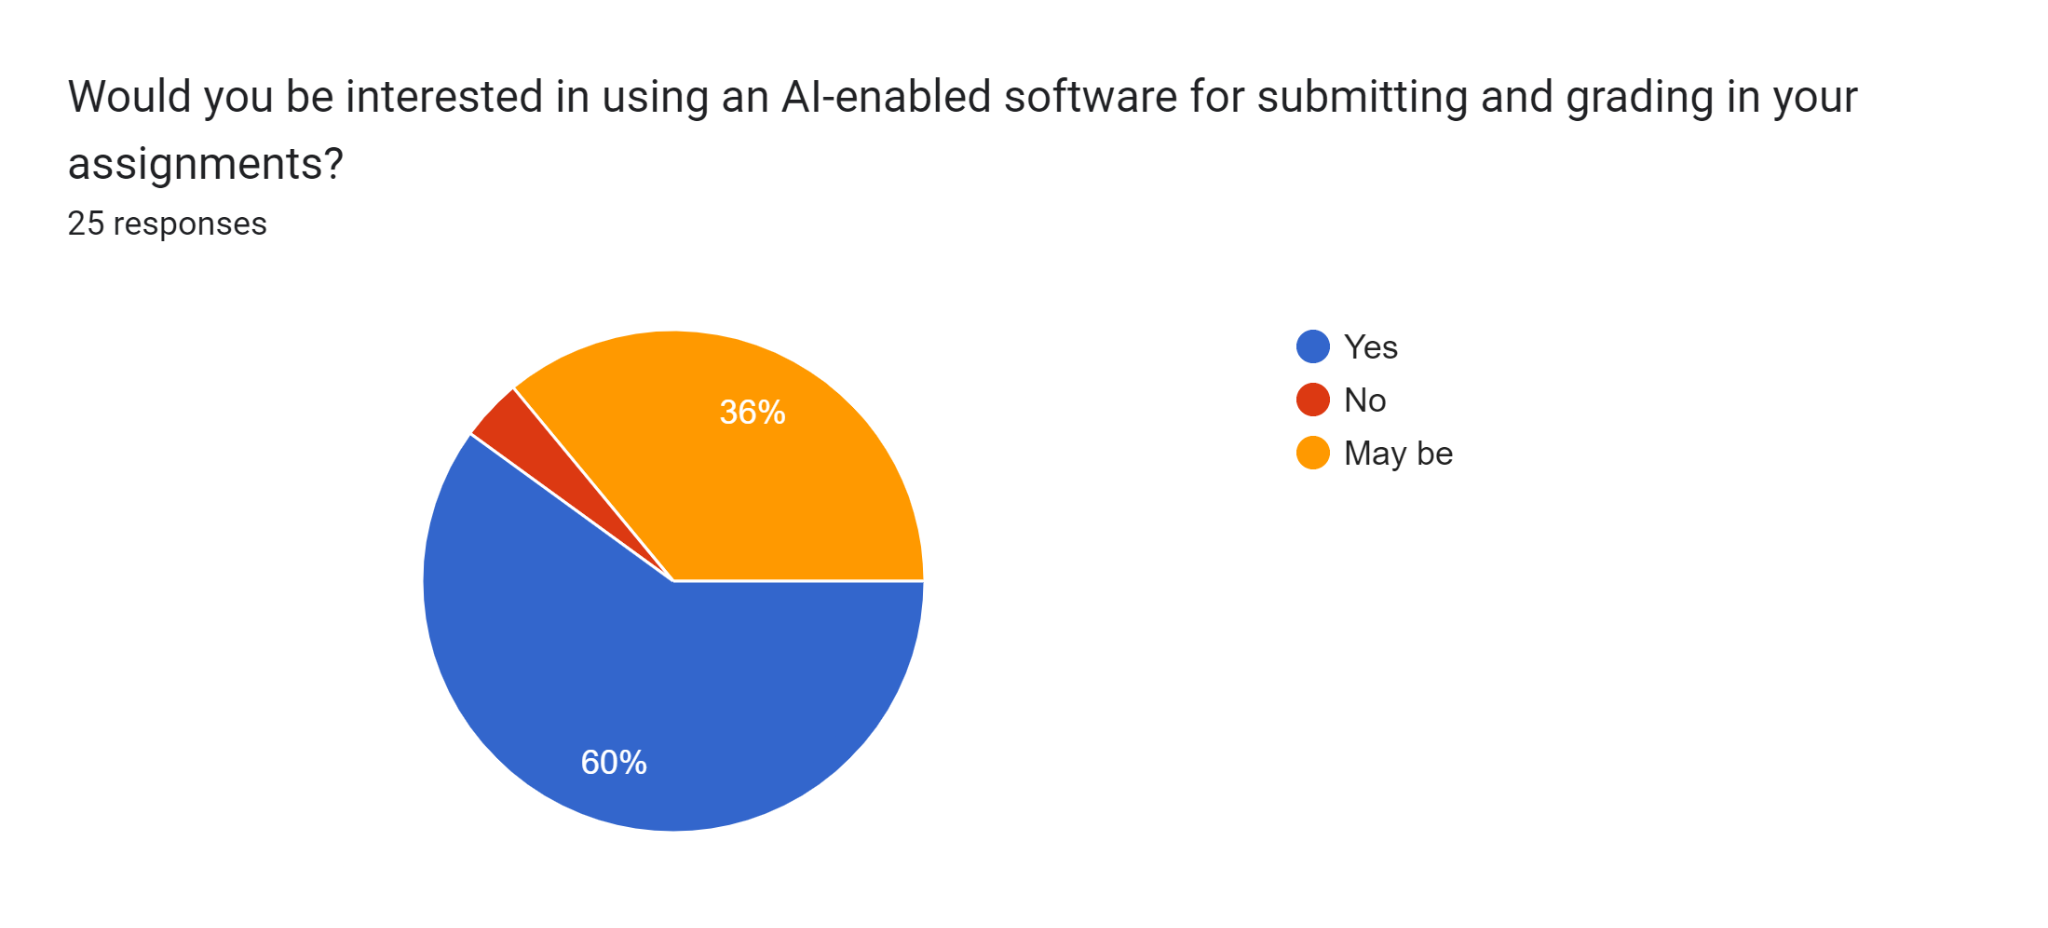 Would you be interested in using an AI-enabled software for submitting and grading in your
assignments?
25 responses
Yes
No
May be
36%
60%